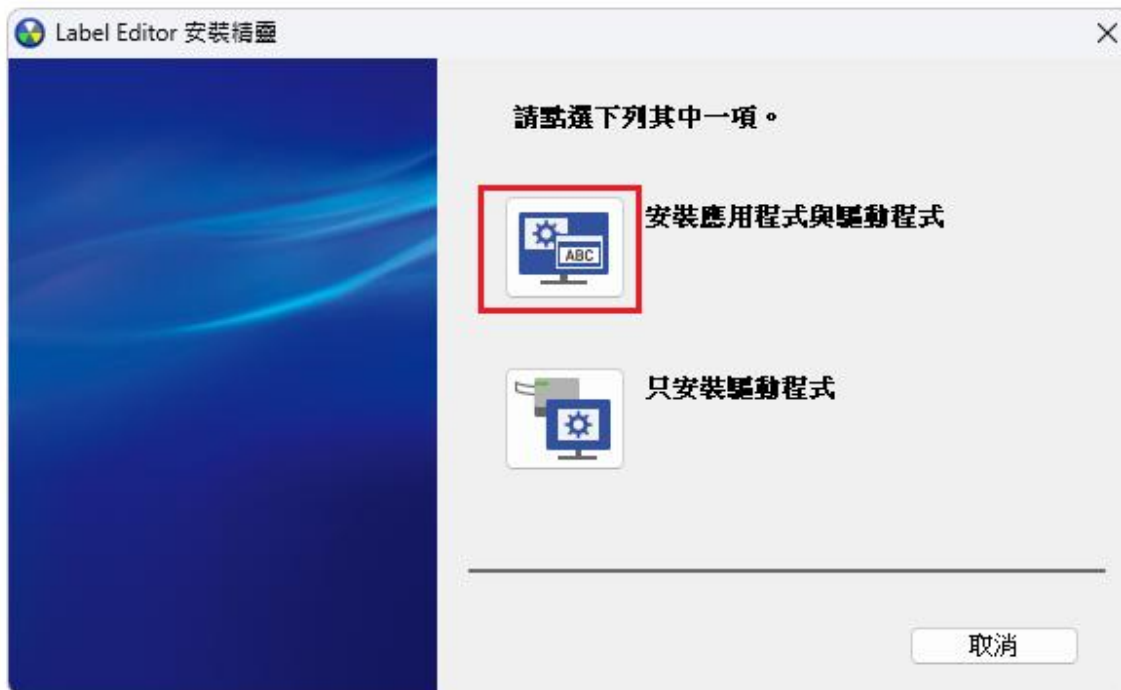 Label Editor 安裝精靈
請點選下列其中一項。
安裝應用程式與驅動程式
ABC
只安裝驅動程式
取消